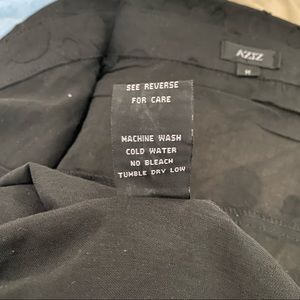 AZIZ
M
SEE REVERSE
FOR CARE
MACHINE WASH
COLD WATER
NO BLEACH
TUMBLE DRY LOW